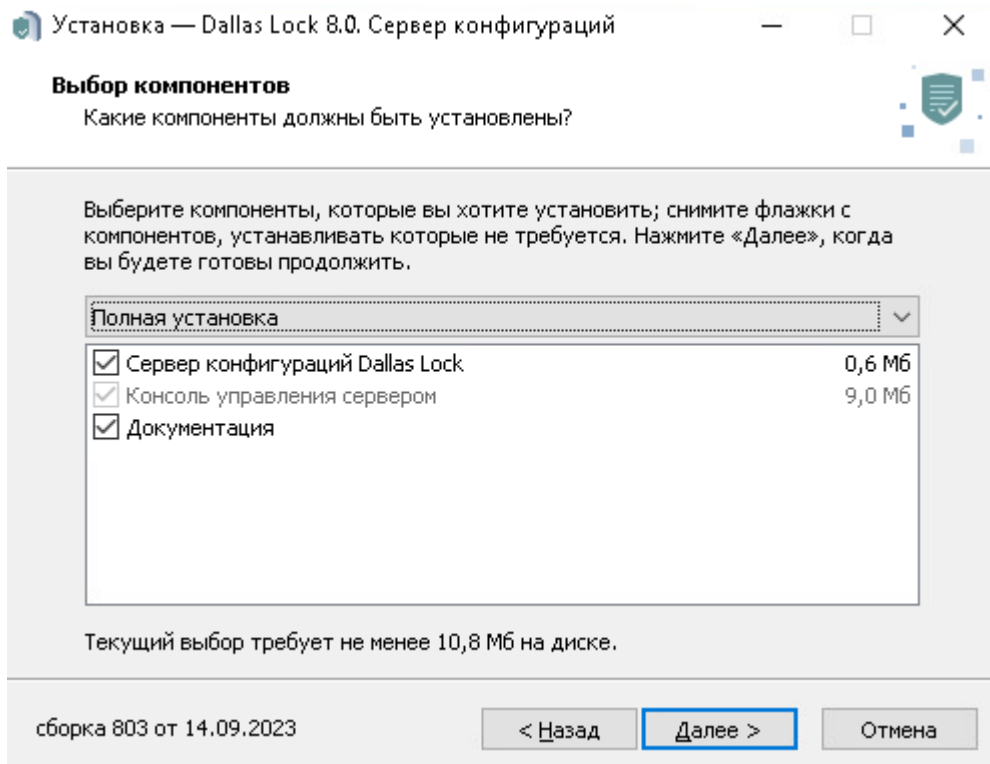 Установка — Dallas Lock 8.0. Сервер конфигураций
Выбор компонентов
Какие компоненты должны быть установлены?
Выберите компоненты, которые вы хотите установить; снимите флажки с
компонентов, устанавливать которые не требуется. Нажмите «Далее», когда
вы будете готовы продолжить.
Полная установка
Сервер конфигураций Dallas Lock 0,6 Мб
Консоль управления сервером 9,0 Мб
Документация
Текущий выбор требует не менее 10,8 Мб на диске.
сборка 803 от 14.09.2023 < Назад Далее > Отмена